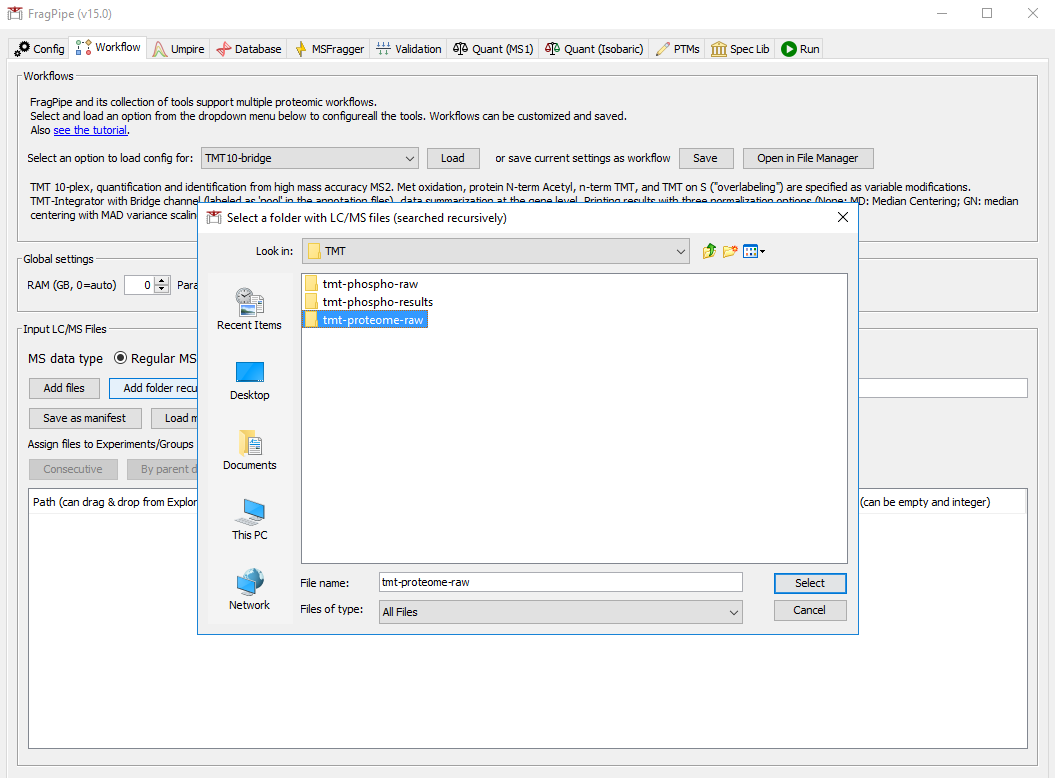 FragPipe (v15.0)
Config Workflow Umpire Database MSFragger Validation Quant (MS1) Quant (Isobaric) PTMs Spec Lib Run
Workflows
FragPipe and its collection of tools support multiple proteomic workflows.
Select and load an option from the dropdown menu below to configureall the tools. Workflows can be customized and saved.
Also see the tutorial.
Select an option to load config for: TMT10-bridge Load or save current settings as workflow Save Open in File Manager
TMT 10-plex, quantification and identification from high mass accuracy MS2. Met oxidation, protein N-term Acetyl, n-term TMT, and TMT on S ("overlabeling") are specified as variable modifications.
TMT-Integrator with Bridge channel (labeled as 'pool' in the annotation files), data summarization at the gene level. Printing results with three normalization options (None; MD: Median Centering; GN: median
centering with MAD variance scaling
Select a folder with LC/MS files (searched recursively)
Look in: TMT
Global settings
RAM (GB, 0=auto) 0 Para
tmt-phospho-raw
tmt-phospho-results
tmt-proteome-raw
Recent Items
Desktop
Documents
This PC
Network
Input LC/MS Files
MS data type Regular MS
Add files Add folder recu
Save as manifest Load m
Assign files to Experiments/Groups
Consecutive By parent d
Path (can drag & drop from Explor (can be empty and integer)
File name: tmt-proteome-raw Select
Files of type: All Files Cancel